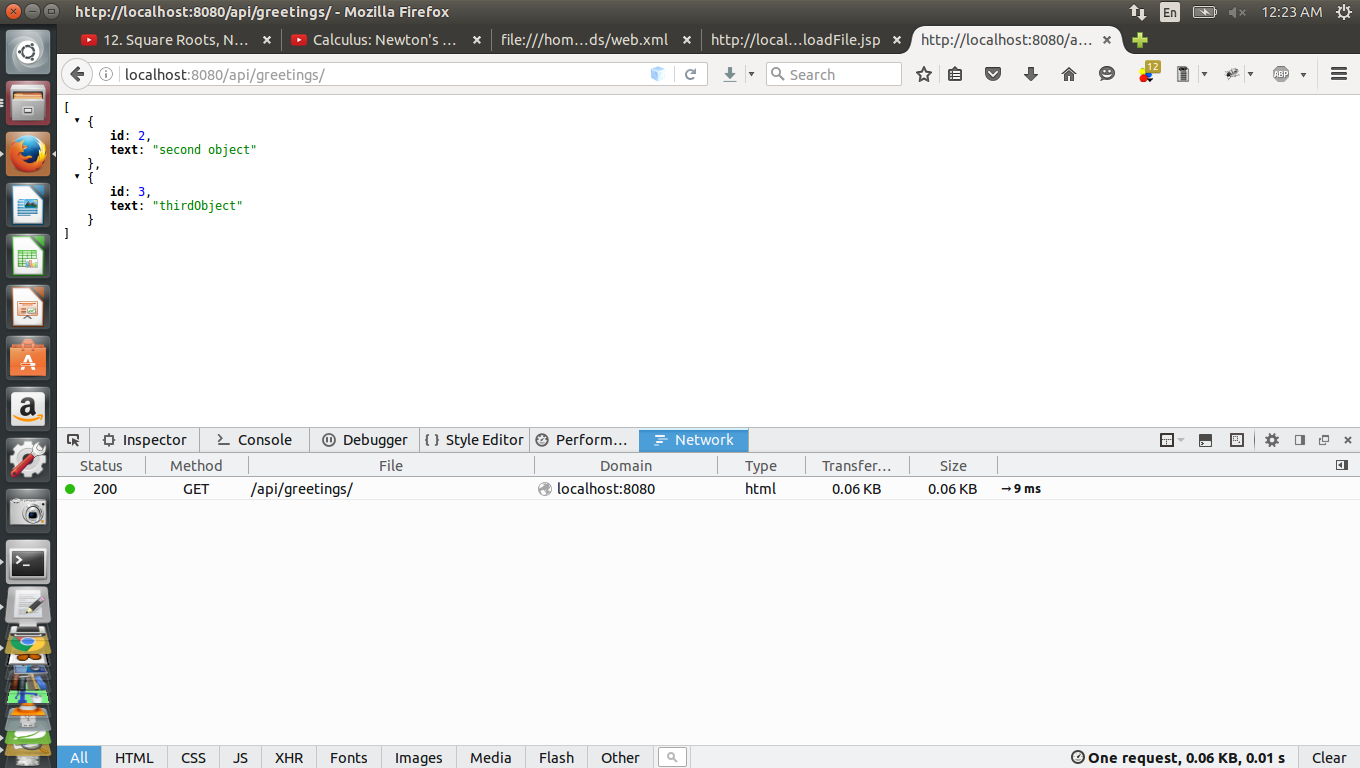 http://localhost:8080/api/greetings/ - Mozilla Firefox
En
12:23 AM
12. Square Roots, N...
Calculus: Newton's ...
file:///hom...ds/web.xml
http://local...loadFile.jsp
http://localhost:8080/a...
localhost:8080/api/greetings/
Search
12
ABP
[
{
id: 2,
text: "second object"
},
{
id: 3,
text: "thirdObject"
}
]
Inspector
Console
Debugger
{ } Style Editor
Perform...
Network
Status Method File Domain Type Transfer... Size
200 GET /api/greetings/ localhost:8080 html 0.06 KB 0.06 KB → 9 ms
All HTML CSS JS XHR Fonts Images Media Flash Other
One request, 0.06 KB, 0.01 s
Clear